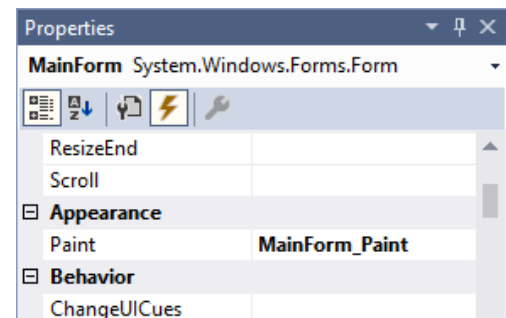 Properties
MainForm System.Windows.Forms.Form
ResizeEnd
Scroll
Appearance
Paint MainForm_Paint
Behavior
ChangeUICues